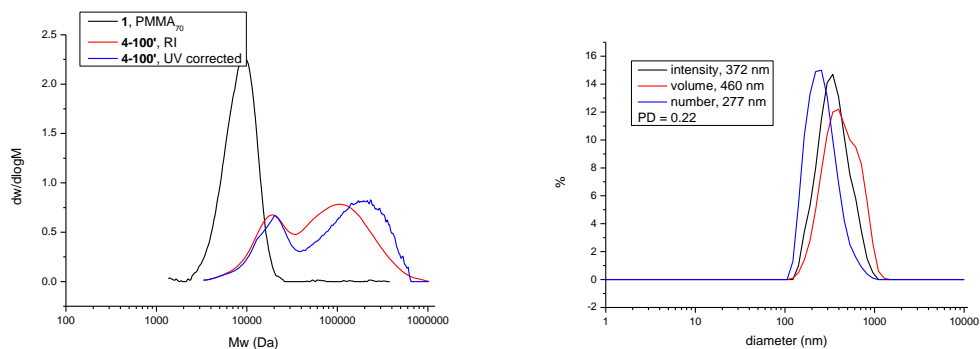 1, PMMA70
4-100', RI
4-100', UV corrected
dw/dlogM
2.5
2.0
1.5
1.0
0.5
0.0
100 1000 10000 100000 1000000
Mw (Da)
intensity, 372 nm
volume, 460 nm
number, 277 nm
PD = 0.22
%
16
14
12
10
8
6
4
2
0
-2
1 10 100 1000 10000
diameter (nm)